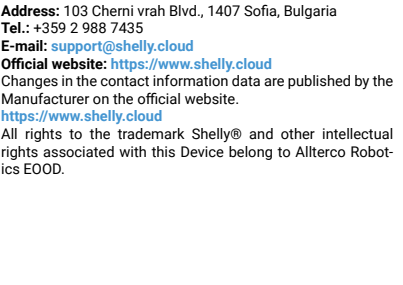 Address: 103 Cherni vrah Blvd., 1407 Sofia, Bulgaria
Tel.: +359 2 988 7435
E-mail: support@shelly.cloud
Official website: https://www.shelly.cloud
Changes in the contact information data are published by the
Manufacturer on the official website.
https://www.shelly.cloud
All rights to the trademark Shelly® and other intellectual
rights associated with this Device belong to Allterco Robot-
ics EOOD.